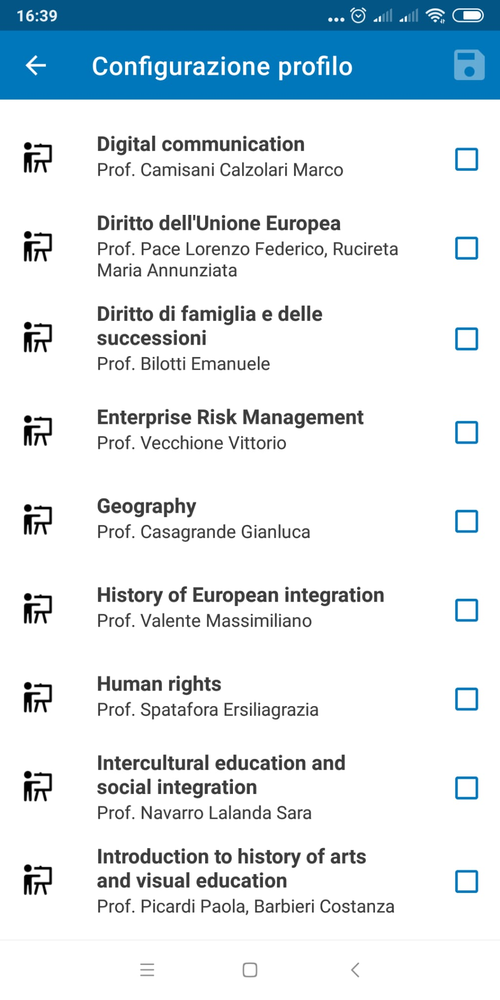 16:39
Configurazione profilo
Digital communication
Prof. Camisani Calzolari Marco
Diritto dell'Unione Europea
Prof. Pace Lorenzo Federico, Rucireta
Maria Annunziata
Diritto di famiglia e delle
successioni
Prof. Bilotti Emanuele
Enterprise Risk Management
Prof. Vecchione Vittorio
Geography
Prof. Casagrande Gianluca
History of European integration
Prof. Valente Massimiliano
Human rights
Prof. Spatafora Ersiliagrazia
Intercultural education and
social integration
Prof. Navarro Lalanda Sara
Introduction to history of arts
and visual education
Prof. Picardi Paola, Barbieri Costanza